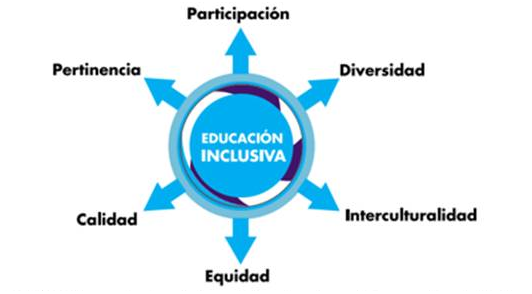 Participación
Pertinencia
Diversidad
EDUCACIÓN
INCLUSIVA
Calidad
Interculturalidad
Equidad